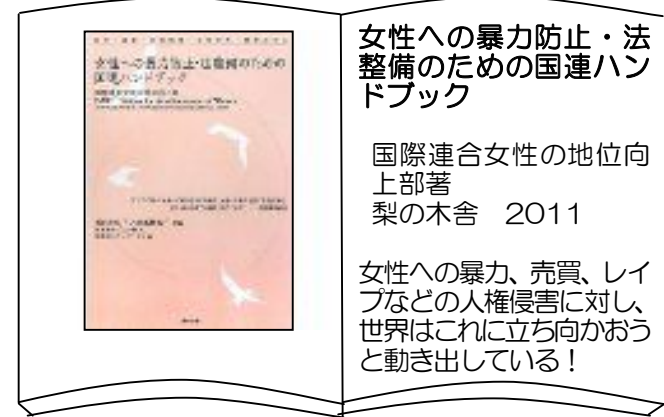 女性への暴力防止・法整備のための
国連ハンドブック
女性への暴力防止・法
整備のための国連ハン
ドブック
国際連合女性の地位向
上部著
梨の木舎　2011
女性への暴力、売買、レイ
プなどの人権侵害に対し、
世界はこれに立ち向かおう
と動き出している！